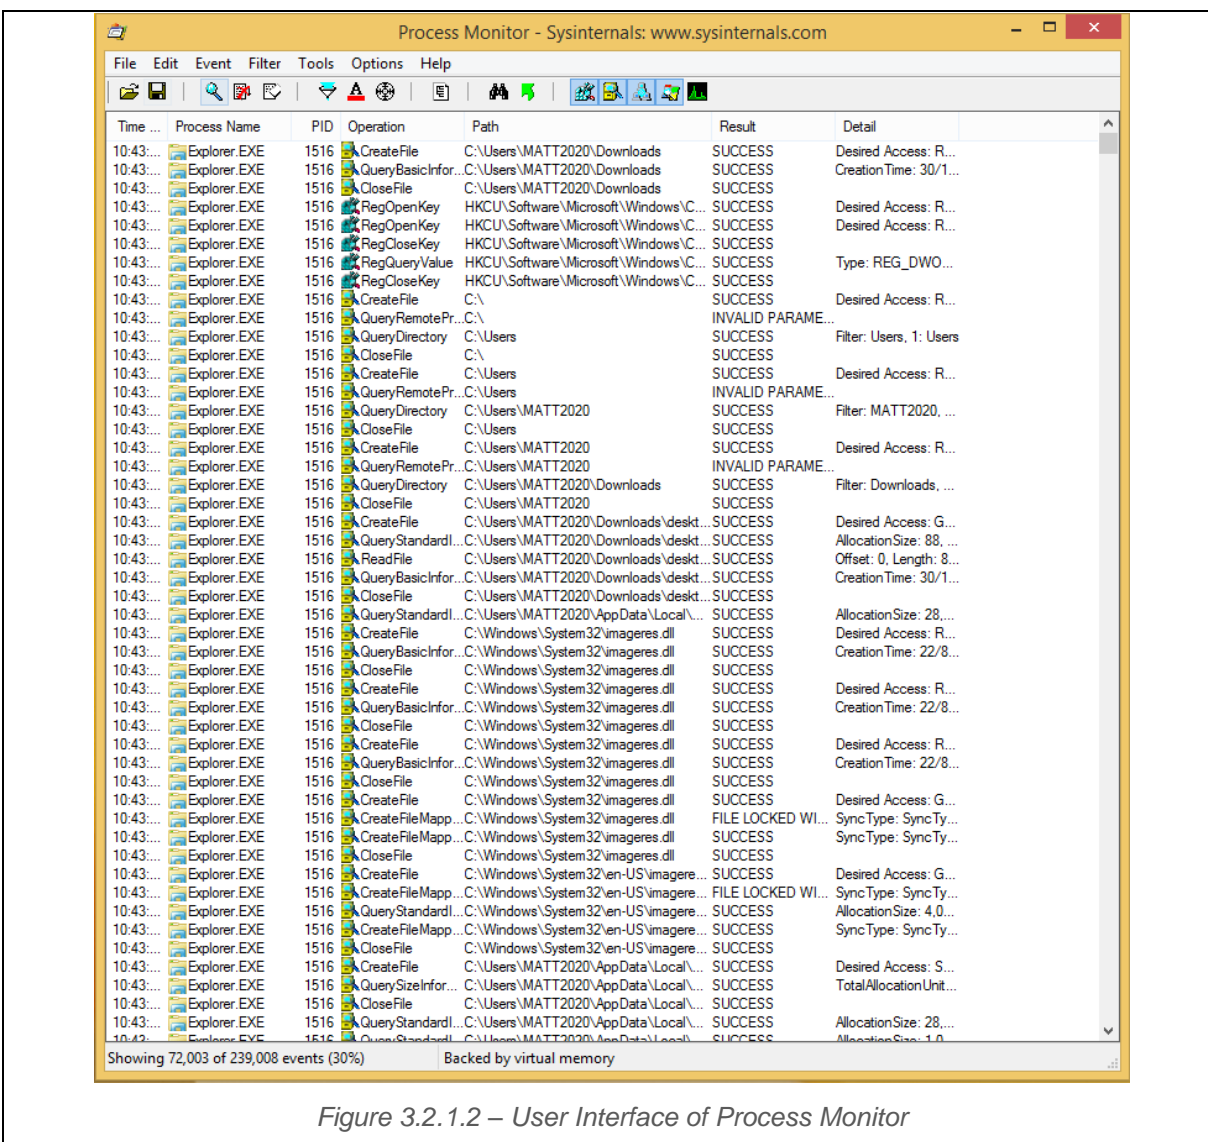 Process Monitor - Sysinternals: www.sysinternals.com
File Edit Event Filter Tools Options Help
Time ... Process Name PID Operation Path Result Detail
10:43:... Explorer.EXE 1516 CreateFile C:\Users\MATT2020\Downloads SUCCESS Desired Access: R...
10:43:... Explorer.EXE 1516 QueryBasicInfor... C:\Users\MATT2020\Downloads SUCCESS CreationTime: 30/1...
10:43:... Explorer.EXE 1516 CloseFile C:\Users\MATT2020\Downloads SUCCESS
10:43:... Explorer.EXE 1516 RegOpenKey HKCU\Software\Microsoft\Windows\C... SUCCESS Desired Access: R...
10:43:... Explorer.EXE 1516 RegOpenKey HKCU\Software\Microsoft\Windows\C... SUCCESS Desired Access: R...
10:43:... Explorer.EXE 1516 RegCloseKey HKCU\Software\Microsoft\Windows\C... SUCCESS
10:43:... Explorer.EXE 1516 RegQueryValue HKCU\Software\Microsoft\Windows\C... SUCCESS Type: REG_DWO...
10:43:... Explorer.EXE 1516 RegCloseKey HKCU\Software\Microsoft\Windows\C... SUCCESS
10:43:... Explorer.EXE 1516 CreateFile C:\ SUCCESS Desired Access: R...
10:43:... Explorer.EXE 1516 QueryRemotePr... C:\ INVALID PARAME...
10:43:... Explorer.EXE 1516 QueryDirectory C:\Users SUCCESS Filter: Users, 1: Users
10:43:... Explorer.EXE 1516 CloseFile C:\ SUCCESS
10:43:... Explorer.EXE 1516 CreateFile C:\Users SUCCESS Desired Access: R...
10:43:... Explorer.EXE 1516 QueryRemotePr... C:\Users INVALID PARAME...
10:43:... Explorer.EXE 1516 QueryDirectory C:\Users\MATT2020 SUCCESS Filter: MATT2020, ...
10:43:... Explorer.EXE 1516 CloseFile C:\Users SUCCESS
10:43:... Explorer.EXE 1516 CreateFile C:\Users\MATT2020 SUCCESS Desired Access: R...
10:43:... Explorer.EXE 1516 QueryRemotePr... C:\Users\MATT2020 INVALID PARAME...
10:43:... Explorer.EXE 1516 QueryDirectory C:\Users\MATT2020\Downloads SUCCESS Filter: Downloads, ...
10:43:... Explorer.EXE 1516 CloseFile C:\Users\MATT2020 SUCCESS
10:43:... Explorer.EXE 1516 CreateFile C:\Users\MATT2020\Downloads\deskt... SUCCESS Desired Access: G...
10:43:... Explorer.EXE 1516 QueryStandardI... C:\Users\MATT2020\Downloads\deskt... SUCCESS AllocationSize: 88, ...
10:43:... Explorer.EXE 1516 ReadFile C:\Users\MATT2020\Downloads\deskt... SUCCESS Offset: 0, Length: 8...
10:43:... Explorer.EXE 1516 QueryBasicInfor... C:\Users\MATT2020\Downloads\deskt... SUCCESS CreationTime: 30/1...
10:43:... Explorer.EXE 1516 CloseFile C:\Users\MATT2020\Downloads\deskt... SUCCESS
10:43:... Explorer.EXE 1516 QueryStandardI... C:\Users\MATT2020\AppData\Local\... SUCCESS AllocationSize: 28,...
10:43:... Explorer.EXE 1516 CreateFile C:\Windows\System32\imageres.dll SUCCESS Desired Access: R...
10:43:... Explorer.EXE 1516 QueryBasicInfor... C:\Windows\System32\imageres.dll SUCCESS CreationTime: 22/8...
10:43:... Explorer.EXE 1516 CloseFile C:\Windows\System32\imageres.dll SUCCESS
10:43:... Explorer.EXE 1516 CreateFile C:\Windows\System32\imageres.dll SUCCESS Desired Access: R...
10:43:... Explorer.EXE 1516 QueryBasicInfor... C:\Windows\System32\imageres.dll SUCCESS CreationTime: 22/8...
10:43:... Explorer.EXE 1516 CloseFile C:\Windows\System32\imageres.dll SUCCESS
10:43:... Explorer.EXE 1516 CreateFile C:\Windows\System32\imageres.dll SUCCESS Desired Access: R...
10:43:... Explorer.EXE 1516 QueryBasicInfor... C:\Windows\System32\imageres.dll SUCCESS CreationTime: 22/8...
10:43:... Explorer.EXE 1516 CloseFile C:\Windows\System32\imageres.dll SUCCESS
10:43:... Explorer.EXE 1516 CreateFile C:\Windows\System32\imageres.dll SUCCESS Desired Access: G...
10:43:... Explorer.EXE 1516 CreateFileMapp... C:\Windows\System32\imageres.dll FILE LOCKED WI... SyncType: SyncTy...
10:43:... Explorer.EXE 1516 CreateFileMapp... C:\Windows\System32\imageres.dll SUCCESS SyncType: SyncTy...
10:43:... Explorer.EXE 1516 CloseFile C:\Windows\System32\imageres.dll SUCCESS
10:43:... Explorer.EXE 1516 CreateFile C:\Windows\System32\en-US\imagere... SUCCESS Desired Access: G...
10:43:... Explorer.EXE 1516 CreateFileMapp... C:\Windows\System32\en-US\imagere... FILE LOCKED WI... SyncType: SyncTy...
10:43:... Explorer.EXE 1516 QueryStandardI... C:\Windows\System32\en-US\imagere... SUCCESS AllocationSize: 4,0...
10:43:... Explorer.EXE 1516 CreateFileMapp... C:\Windows\System32\en-US\imagere... SUCCESS SyncType: SyncTy...
10:43:... Explorer.EXE 1516 CloseFile C:\Windows\System32\en-US\imagere... SUCCESS
10:43:... Explorer.EXE 1516 CreateFile C:\Users\MATT2020\AppData\Local\... SUCCESS Desired Access: S...
10:43:... Explorer.EXE 1516 QuerySizeInfor... C:\Users\MATT2020\AppData\Local\... SUCCESS TotalAllocationUnit...
10:43:... Explorer.EXE 1516 CloseFile C:\Users\MATT2020\AppData\Local\... SUCCESS
10:43:... Explorer.EXE 1516 QueryStandardI... C:\Users\MATT2020\AppData\Local\... SUCCESS AllocationSize: 28,...
10:43:... Explorer.EXE 1516 QueryStandardI... C:\Users\MATT2020\AppData\Local\... SUCCESS AllocationSize: 1,0...
Showing 72,003 of 239,008 events (30%) Backed by virtual memory
Figure 3.2.1.2 – User Interface of Process Monitor